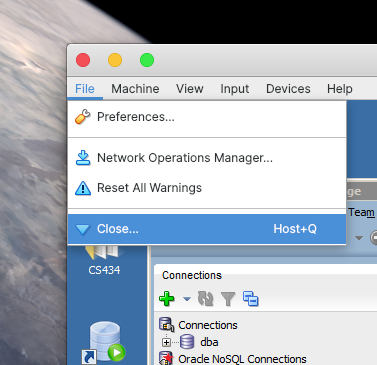 File Machine View Input Devices Help
Preferences...
Network Operations Manager...
Reset All Warnings
Close... Host+Q
Team
CS434
Connections
Connections
dba
Oracle NoSQL Connections